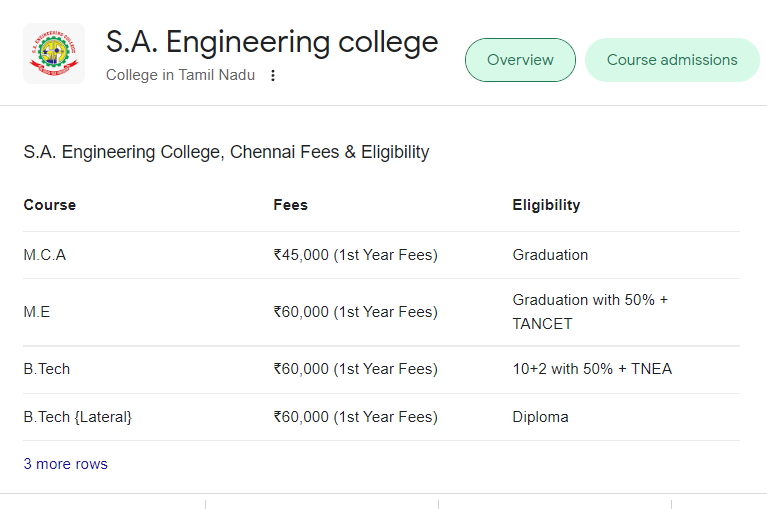 S.A. ENGINEERING COLLEGE
S.A. Engineering college
College in Tamil Nadu
Overview
Course admissions
S.A. Engineering College, Chennai Fees & Eligibility
Course Fees Eligibility
M.C.A ₹45,000 (1st Year Fees) Graduation
M.E ₹60,000 (1st Year Fees) Graduation with 50% +
TANCET
B.Tech ₹60,000 (1st Year Fees) 10+2 with 50% + TNEA
B.Tech {Lateral} ₹60,000 (1st Year Fees) Diploma
3 more rows